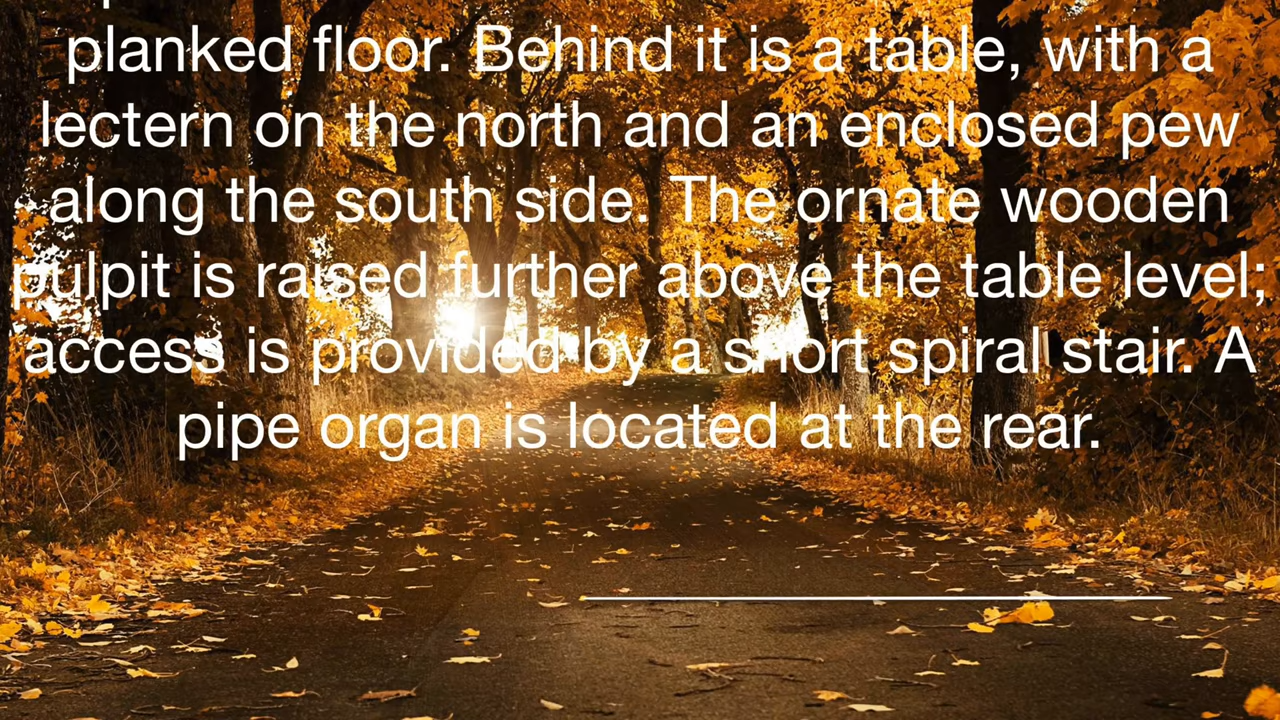 planked floor. Behind it is a table, with a
lectern on the north and an enclosed pew
along the south side. The ornate wooden
pulpit is raised further above the table level;
access is provided by a short spiral stair. A
pipe organ is located at the rear.